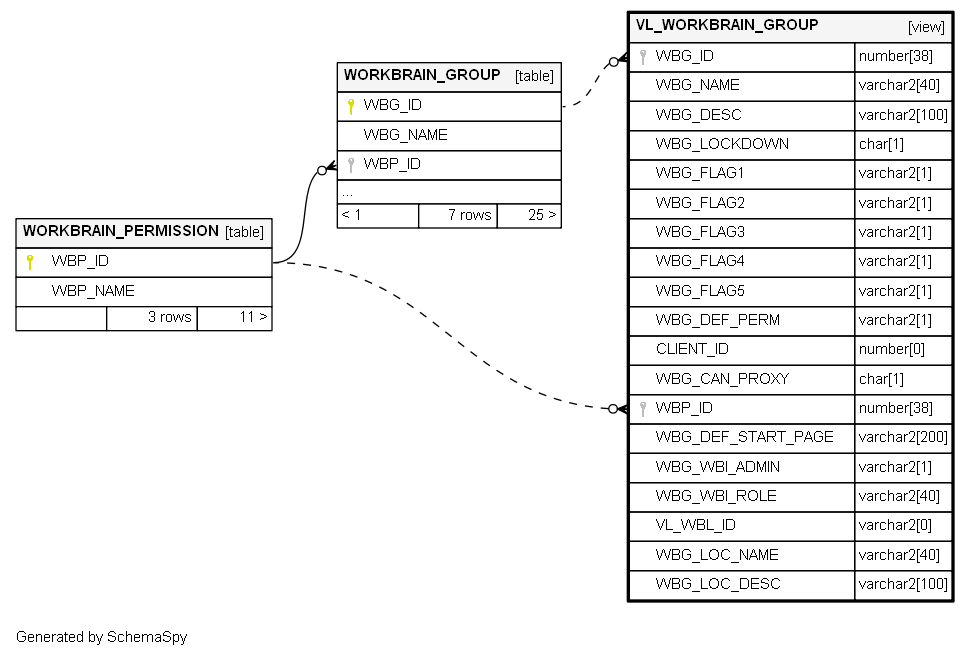 VL_WORKBRAIN_GROUP [view]
WBG_ID number[38]
WBG_NAME varchar2[40]
WBG_DESC varchar2[100]
WBG_LOCKDOWN char[1]
WBG_FLAG1 varchar2[1]
WBG_FLAG2 varchar2[1]
WBG_FLAG3 varchar2[1]
WBG_FLAG4 varchar2[1]
WBG_FLAG5 varchar2[1]
WBG_DEF_PERM varchar2[1]
CLIENT_ID number[0]
WBG_CAN_PROXY char[1]
WBP_ID number[38]
WBG_DEF_START_PAGE varchar2[200]
WBG_WBI_ADMIN varchar2[1]
WBG_WBI_ROLE varchar2[40]
VL_WBL_ID varchar2[0]
WBG_LOC_NAME varchar2[40]
WBG_LOC_DESC varchar2[100]
WORKBRAIN_GROUP [table]
WBG_ID
WBG_NAME
WBP_ID
...
< 1 7 rows 25 >
WORKBRAIN_PERMISSION [table]
WBP_ID
WBP_NAME
3 rows 11 >
Generated by SchemaSpy